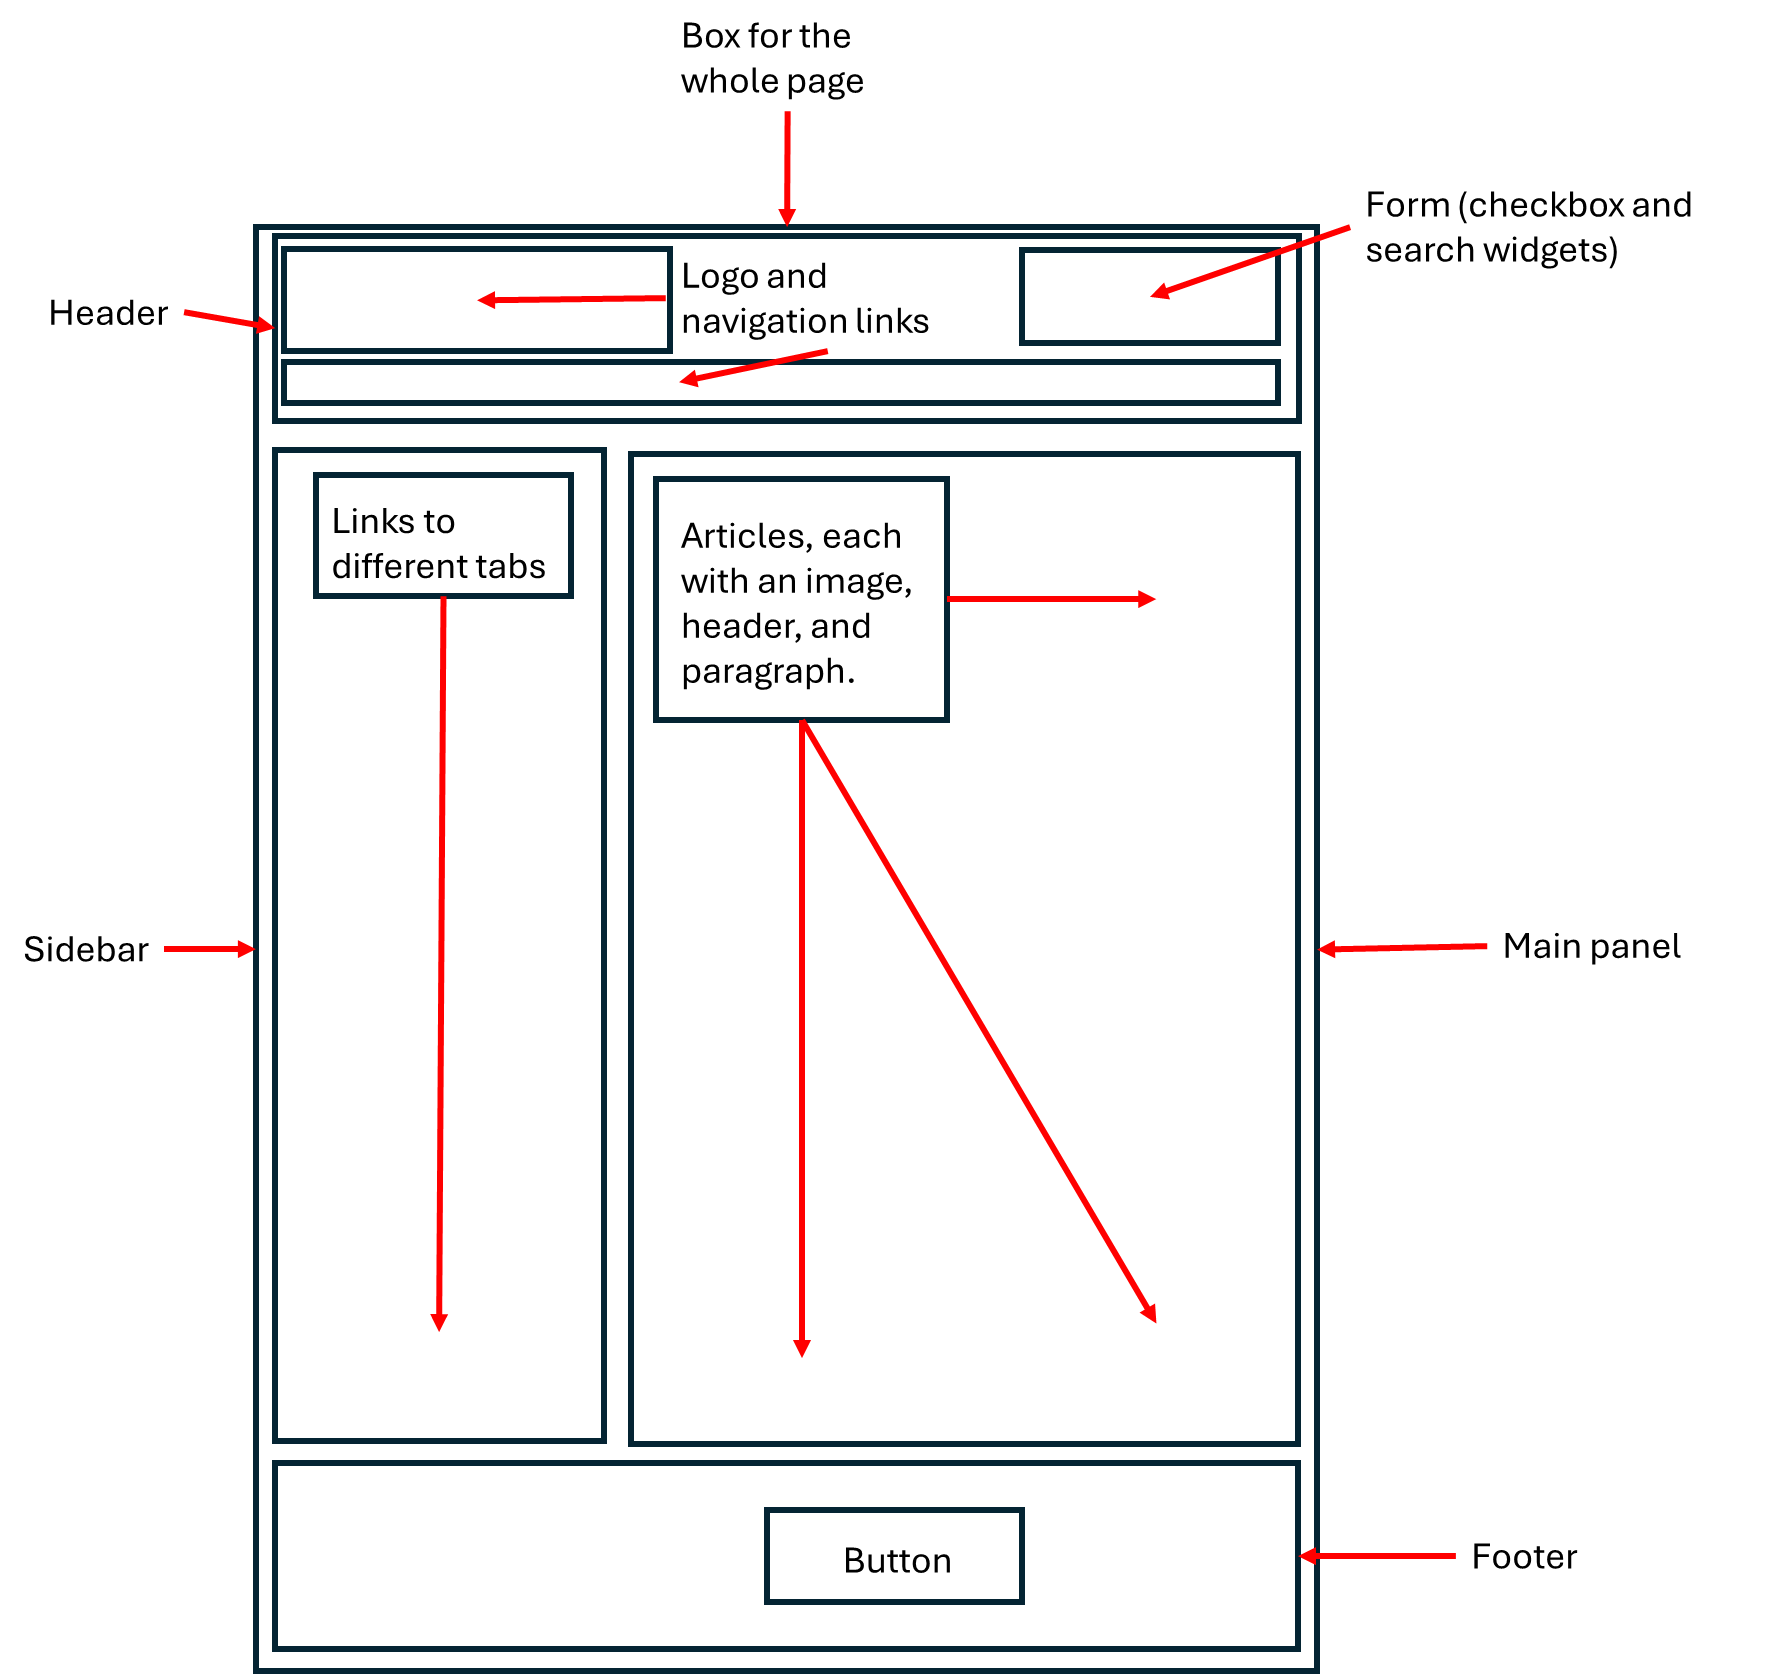 Box for the
whole page
Form (checkbox and
search widgets)
Header
Logo and
navigation links
Links to
different tabs
Articles, each
with an image,
header, and
paragraph.
Sidebar
Main panel
Button
Footer